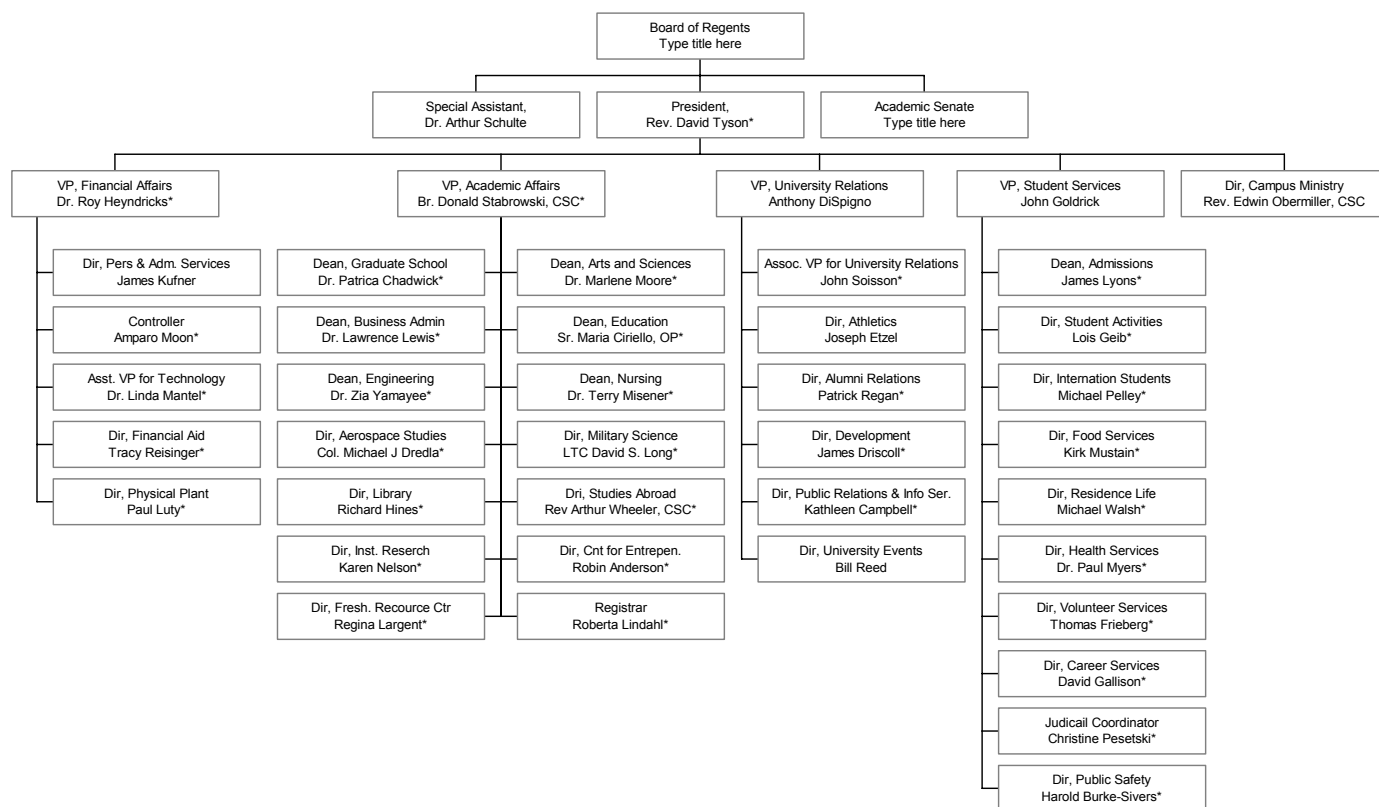 Board of Regents
Type title here
Special Assistant,
Dr. Arthur Schulte
President,
Rev. David Tyson*
Academic Senate
Type title here
VP, Financial Affairs
Dr. Roy Heyndricks*
VP, Academic Affairs
Br. Donald Stabrowski, CSC*
VP, University Relations
Anthony DiSpigno
VP, Student Services
John Goldrick
Dir, Campus Ministry
Rev. Edwin Obermiller, CSC
Dir, Pers & Adm. Services
James Kufner
Controller
Amparo Moon*
Asst. VP for Technology
Dr. Linda Mantel*
Dir, Financial Aid
Tracy Reisinger*
Dir, Physical Plant
Paul Luty*
Dean, Graduate School
Dr. Patrica Chadwick*
Dean, Arts and Sciences
Dr. Marlene Moore*
Dean, Business Admin
Dr. Lawrence Lewis*
Dean, Education
Sr. Maria Ciriello, OP*
Dean, Engineering
Dr. Zia Yamayee*
Dean, Nursing
Dr. Terry Misener*
Dir, Aerospace Studies
Col. Michael J Dredla*
Dir, Military Science
LTC David S. Long*
Dir, Library
Richard Hines*
Dri, Studies Abroad
Rev Arthur Wheeler, CSC*
Dir, Inst. Reserch
Karen Nelson*
Dir, Cnt for Entrepen.
Robin Anderson*
Dir, Fresh. Recource Ctr
Regina Largent*
Registrar
Roberta Lindahl*
Assoc. VP for University Relations
John Soisson*
Dir, Athletics
Joseph Etzel
Dir, Alumni Relations
Patrick Regan*
Dir, Development
James Driscoll*
Dir, Public Relations & Info Ser.
Kathleen Campbell*
Dir, University Events
Bill Reed
Dean, Admissions
James Lyons*
Dir, Student Activities
Lois Geib*
Dir, Internation Students
Michael Pelley*
Dir, Food Services
Kirk Mustain*
Dir, Residence Life
Michael Walsh*
Dir, Health Services
Dr. Paul Myers*
Dir, Volunteer Services
Thomas Frieberg*
Dir, Career Services
David Gallison*
Judicail Coordinator
Christine Pesetski*
Dir, Public Safety
Harold Burke-Sivers*